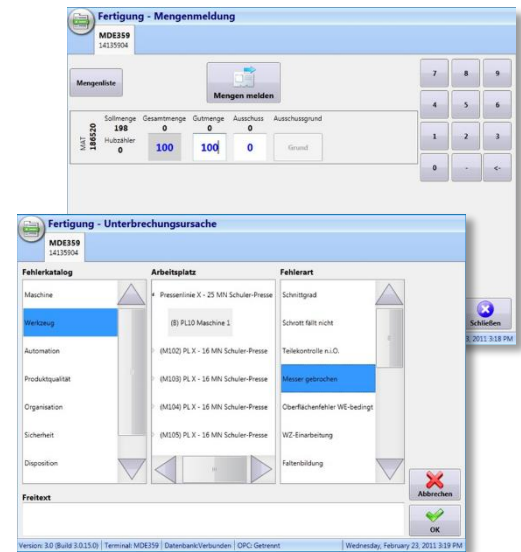 Fertigung - Mengenmeldung
MDE359
14135904
Mengenliste
Mengen melden
7 8 9
4 5 6
1 2 3
0 - <-
Sollmenge Gesamtmenge Gutmenge Ausschuss Ausschussgrund
198 0 0 0
MAT
186520
Hubzähler
0
100 100 0 Grund
Schließen
3, 2011 3:18 PM
Fertigung - Unterbrechungsursache
MDE359
14135904
Fehlerkatalog Arbeitsplatz Fehlerart
Maschine Pressenlinie X - 25 MN Schuler-Presse Schnittgrad
Werkzeug (8) PL10 Maschine 1 Schrott fällt nicht
Automation (M102) PL X - 16 MN Schuler-Presse Teilekontrolle n.i.O.
Produktqualität (M103) PL X - 16 MN Schuler-Presse Messer gebrochen
Organisation (M104) PL X - 16 MN Schuler-Presse Oberflächenfehler WE-bedingt
Sicherheit (M105) PL X - 16 MN Schuler-Presse WZ-Einarbeitung
Disposition Faltenbildung
Abbrechen
Freitext
OK
Version: 3.0 (Build 3.0.15.0) Terminal: MDE359 Datenbank:Verbunden OPC: Getrennt Wednesday, February 23, 2011 3:19 PM